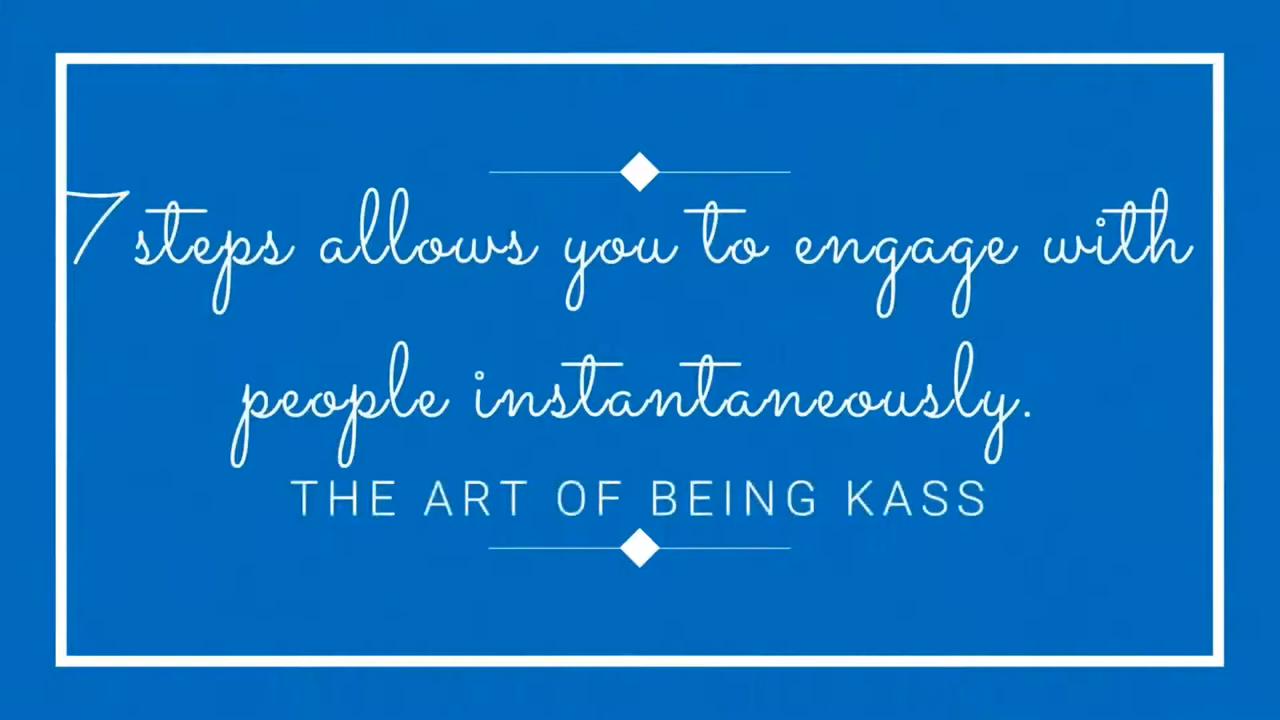 7 steps allows you to engage with
people instantaneously.
THE ART OF BEING KASS